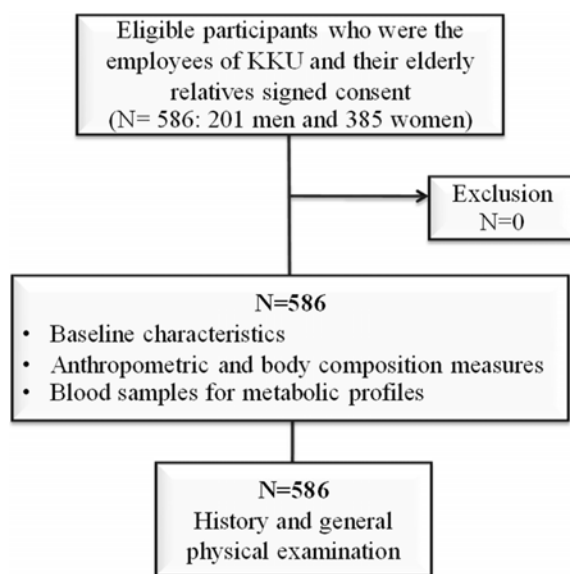 Eligible participants who were the
employees of KKU and their elderly
relatives signed consent
(N= 586: 201 men and 385 women)
Exclusion
N=0
N=586
• Baseline characteristics
• Anthropometric and body composition measures
• Blood samples for metabolic profiles
N=586
History and general
physical examination